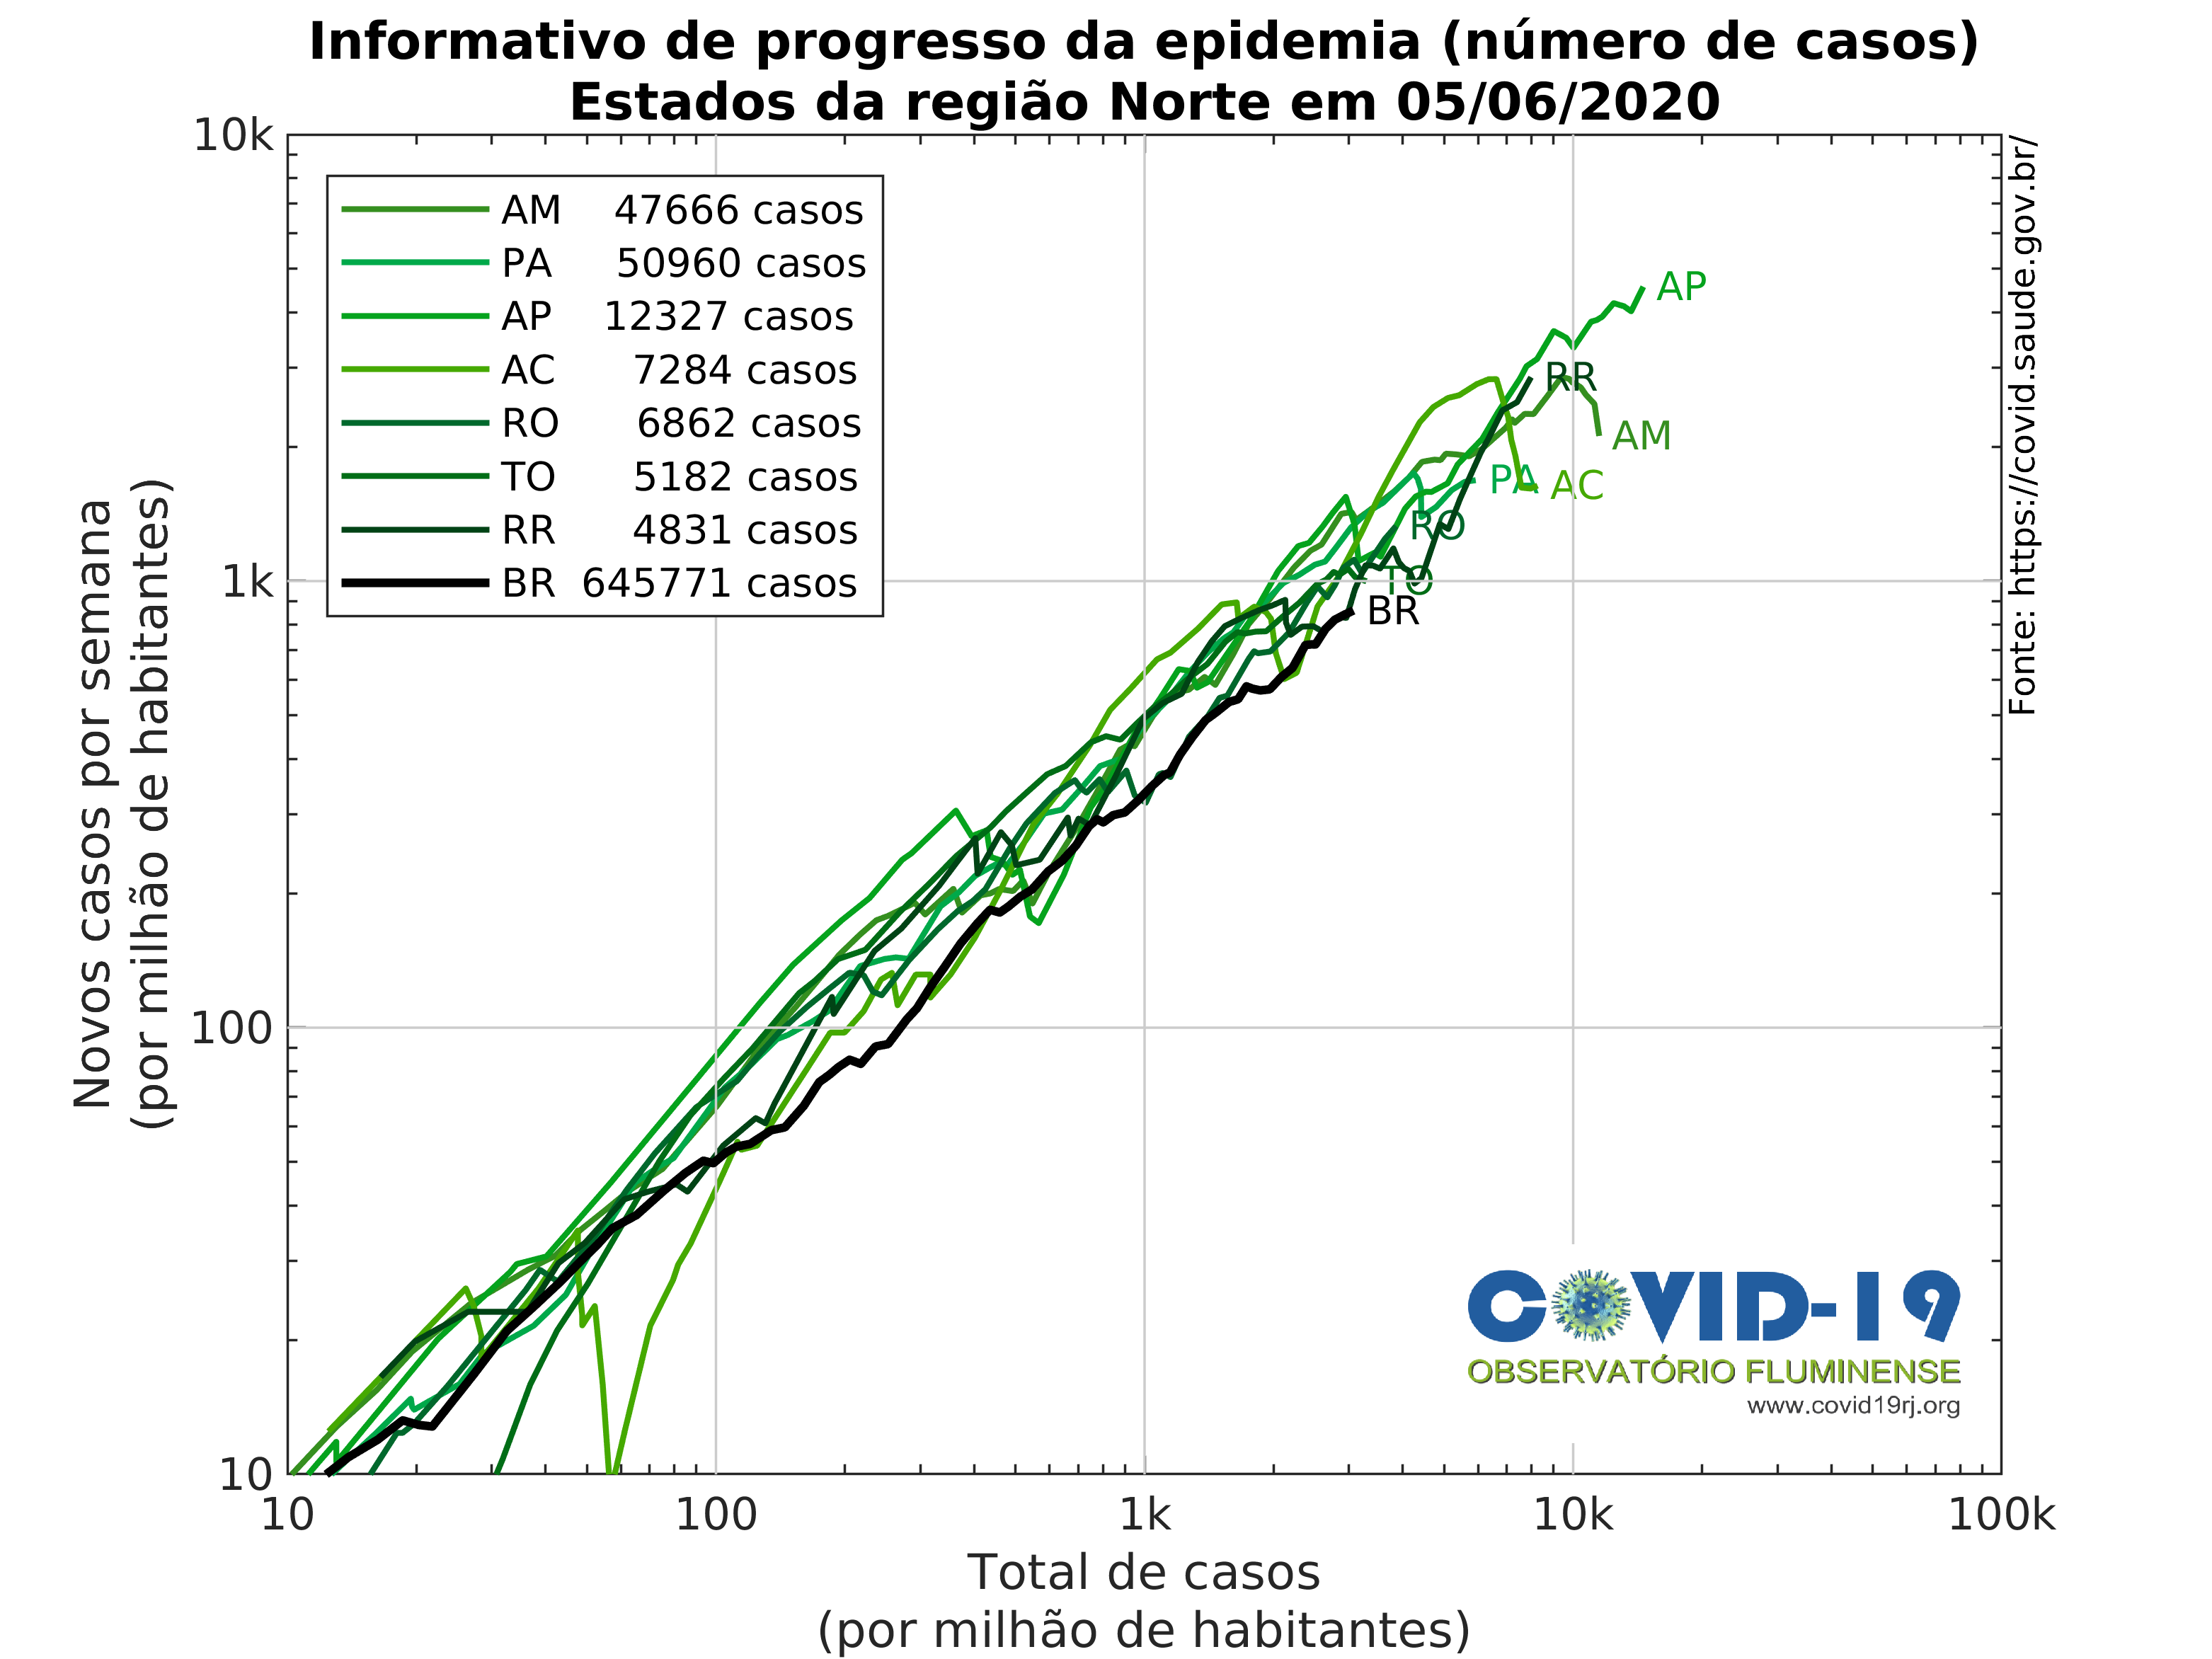 Informativo de progresso da epidemia (número de casos)
Estados da região Norte em 05/06/2020
10k
1k
100
10
Novos casos por semana
(por milhão de habitantes)
AM 47666 casos
PA 50960 casos
AP 12327 casos
AC 7284 casos
RO 6862 casos
TO 5182 casos
RR 4831 casos
BR 645771 casos
AP
RR
AM
PA
AC
RO
TO
BR
Fonte: https://covid.saude.gov.br/
COVID-19
OBSERVATÓRIO FLUMINENSE
www.covid19rj.org
10 100 1k 10k 100k
Total de casos
(por milhão de habitantes)